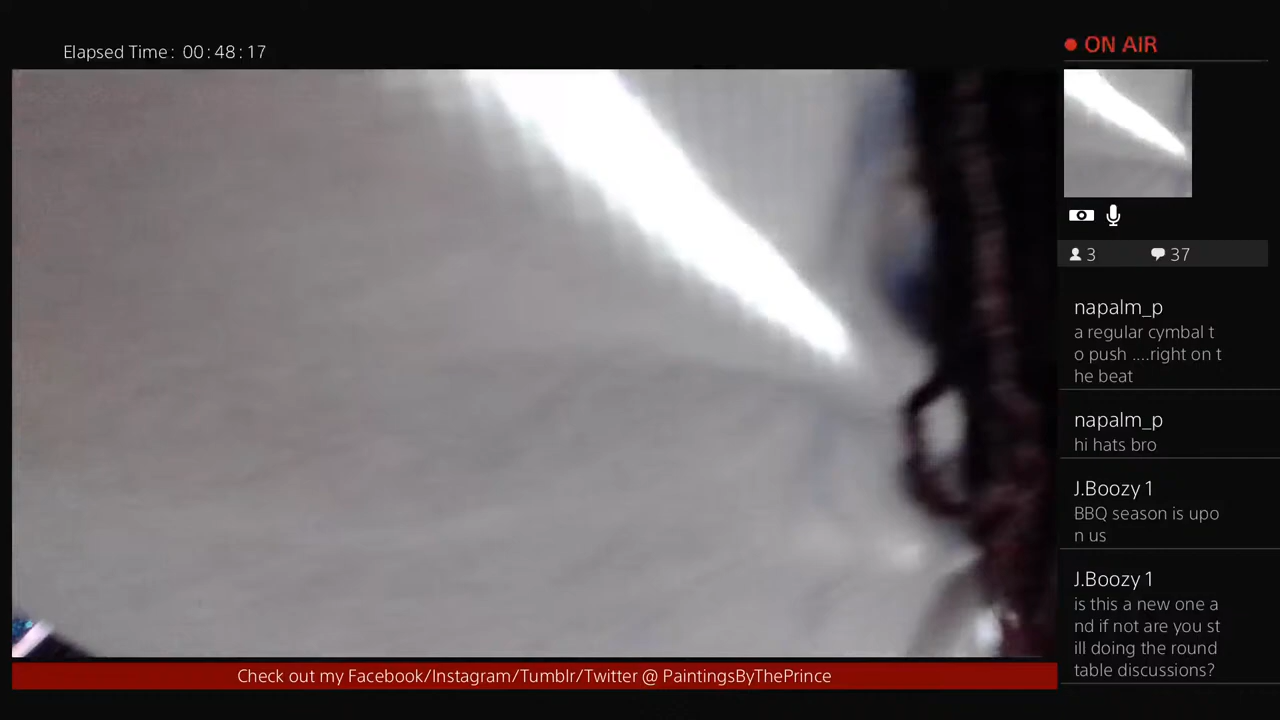 Elapsed Time: 00:48:17
ON AIR
3 37
napalm_p
a regular cymbal t
o push ....right on t
he beat
napalm_p
hi hats bro
J.Boozy 1
BBQ season is upo
n us
J.Boozy 1
is this a new one a
nd if not are you st
ill doing the round
table discussions?
Check out my Facebook/Instagram/Tumblr/Twitter @ PaintingsByThePrince